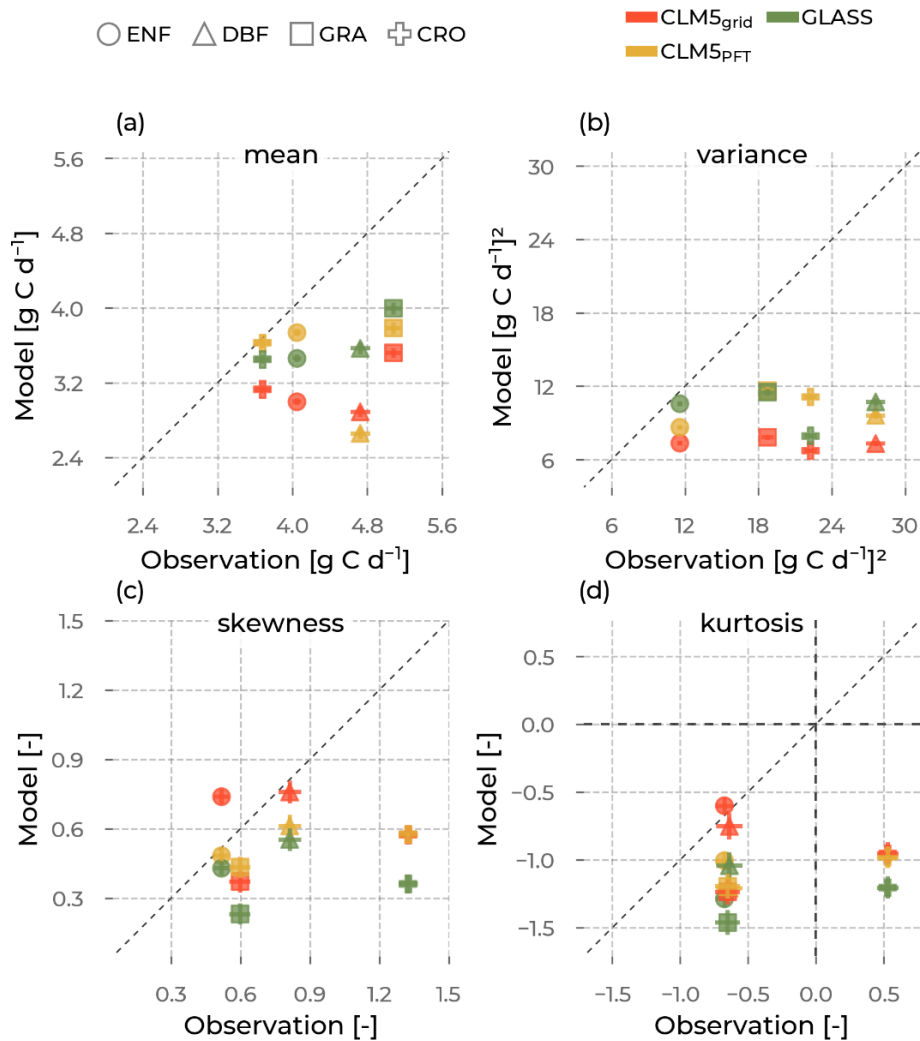 ENF DBF GRA CRO
CLM5grid GLASS
CLM5PFT
(a) (b)
mean variance
5.6
4.8
4.0
3.2
2.4
Model [g C d⁻¹]
2.4 3.2 4.0 4.8 5.6
Observation [g C d⁻¹]
30
24
18
12
6
Model [g C d⁻¹]²
6 12 18 24 30
Observation [g C d⁻¹]²
(c) (d)
skewness kurtosis
1.5
1.2
0.9
0.6
0.3
Model [-]
0.3 0.6 0.9 1.2 1.5
Observation [-]
0.5
0.0
−0.5
−1.0
−1.5
Model [-]
−1.5 −1.0 −0.5 0.0 0.5
Observation [-]